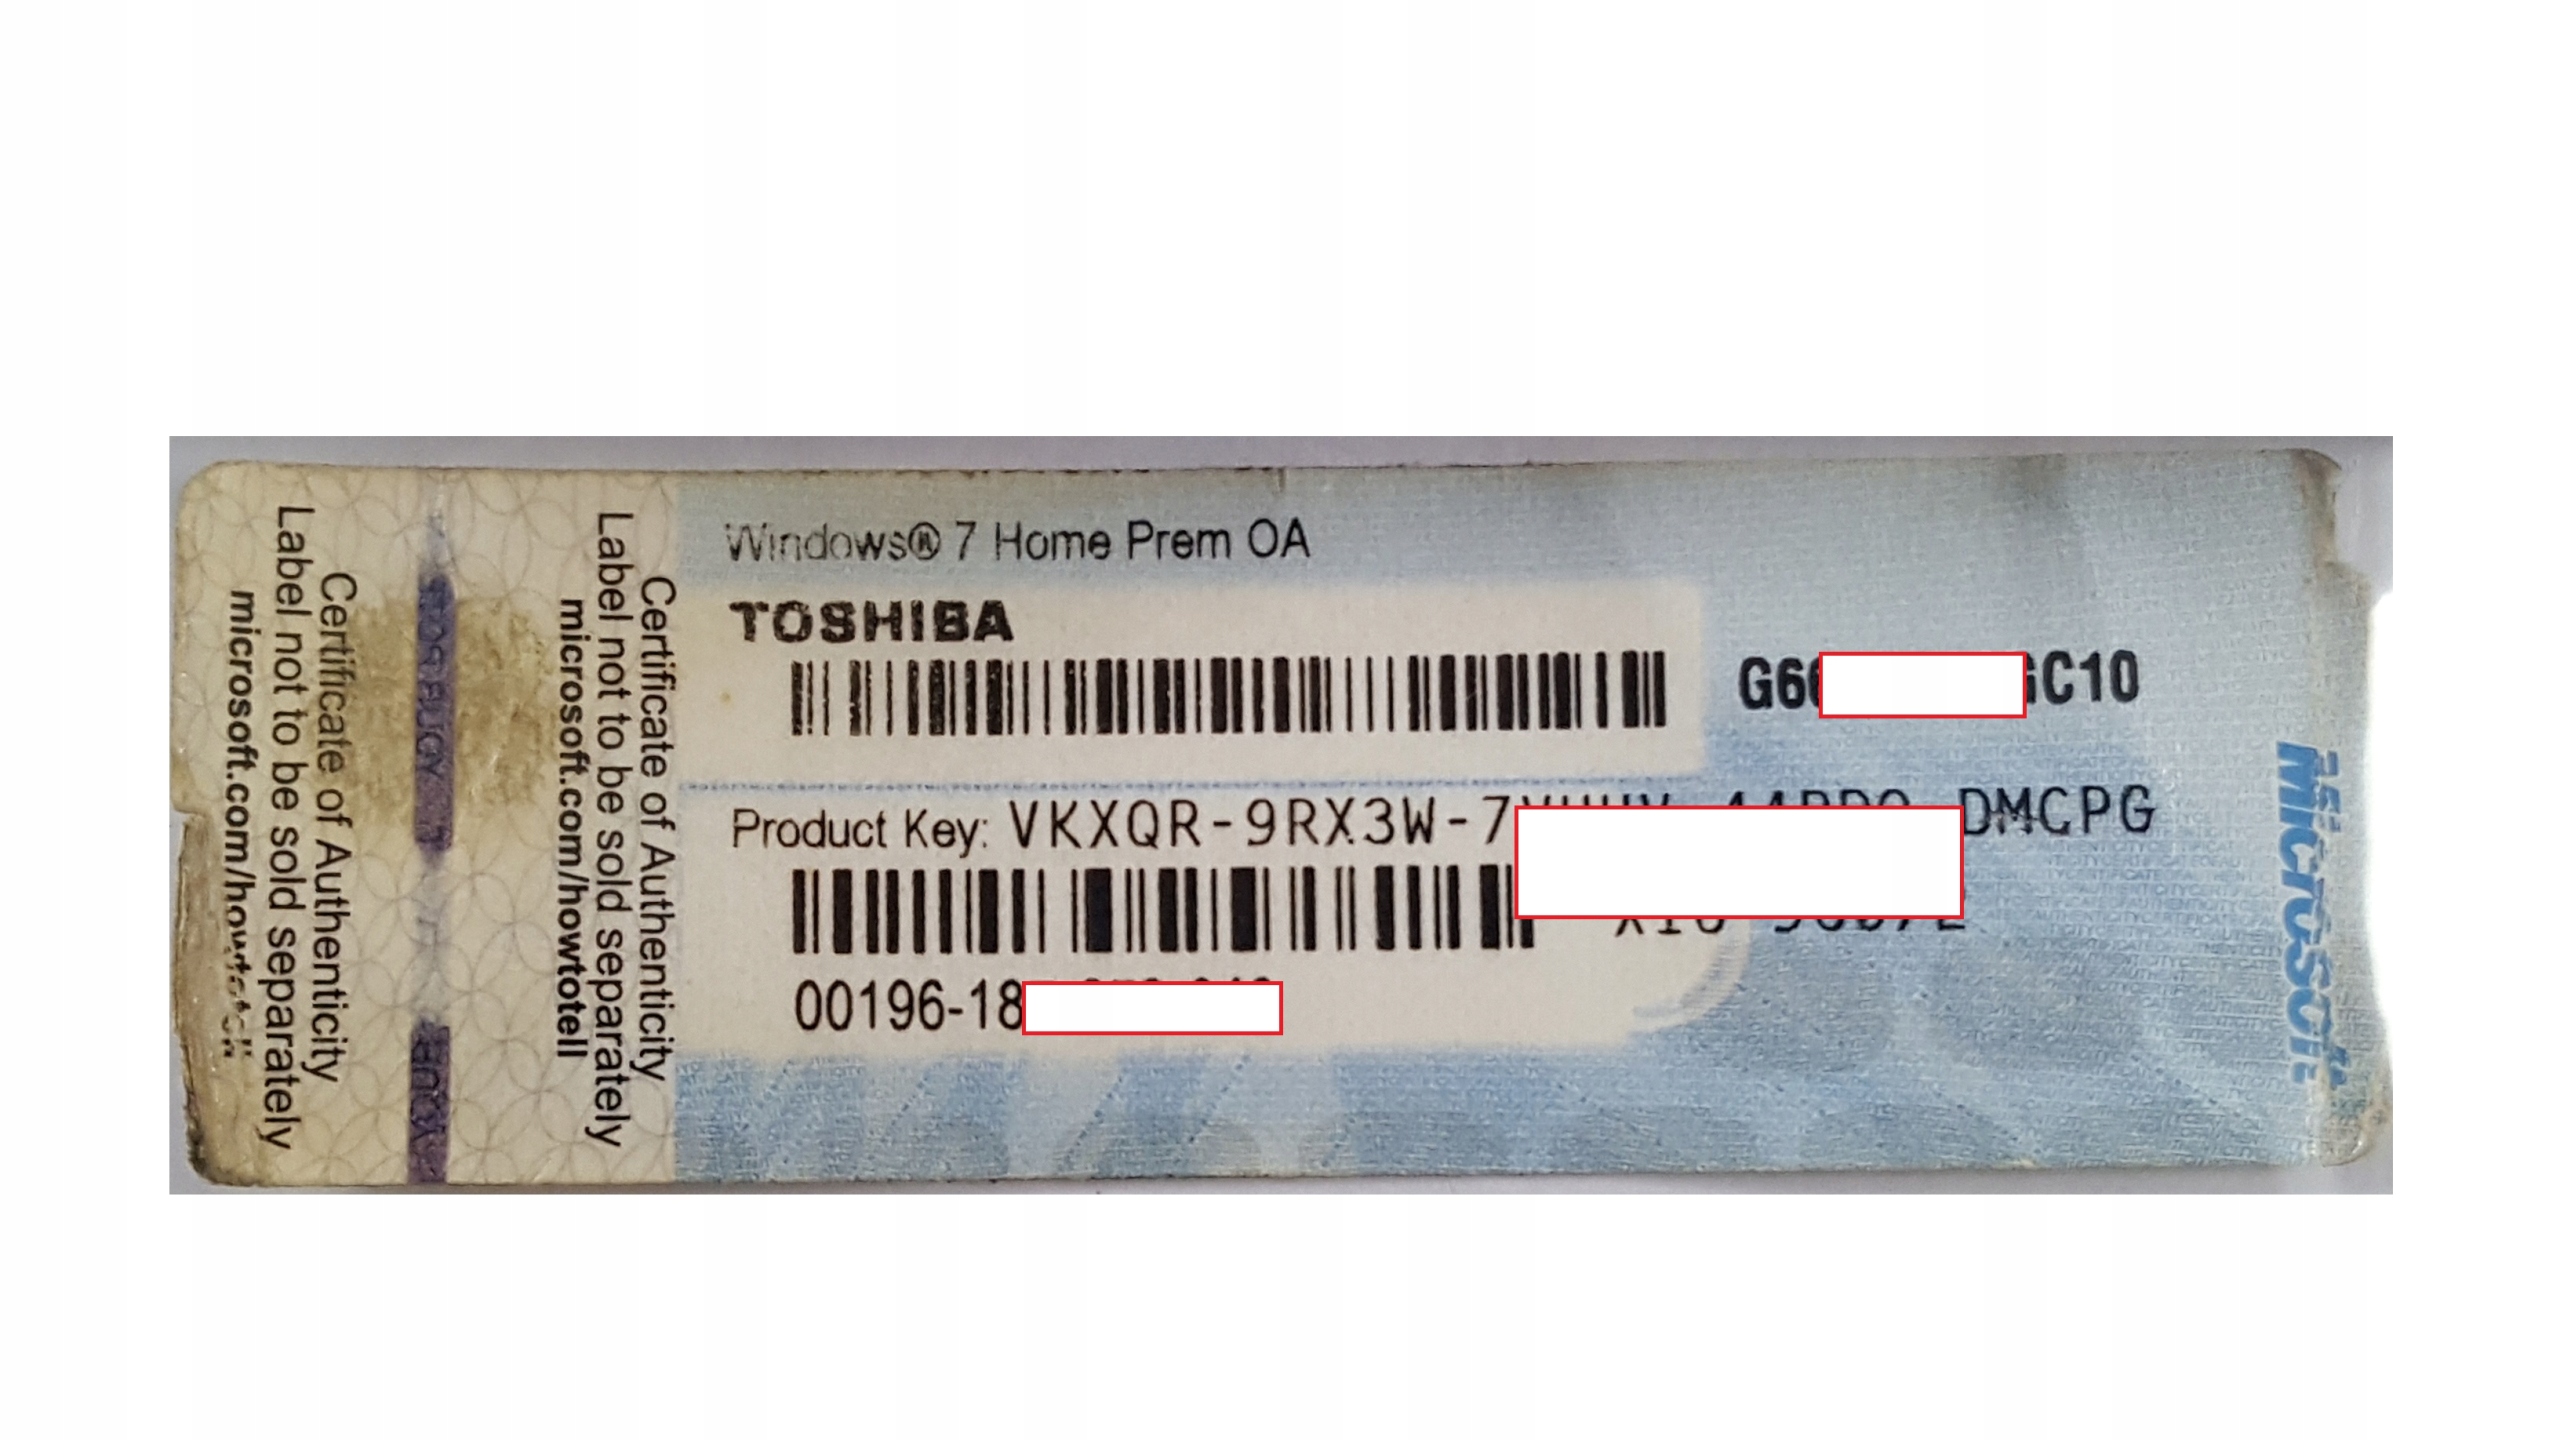 Windows® 7 Home Prem OA
TOSHIBA
G6
C10
Product Key: VKXQR-9RX3W-7
DMCPG
00196-18
Certificate of Authenticity
Label not to be sold separately
microsoft.com/howtotell
Certificate of Authenticity
Label not to be sold separately
microsoft.com/howtotell
Microsoft